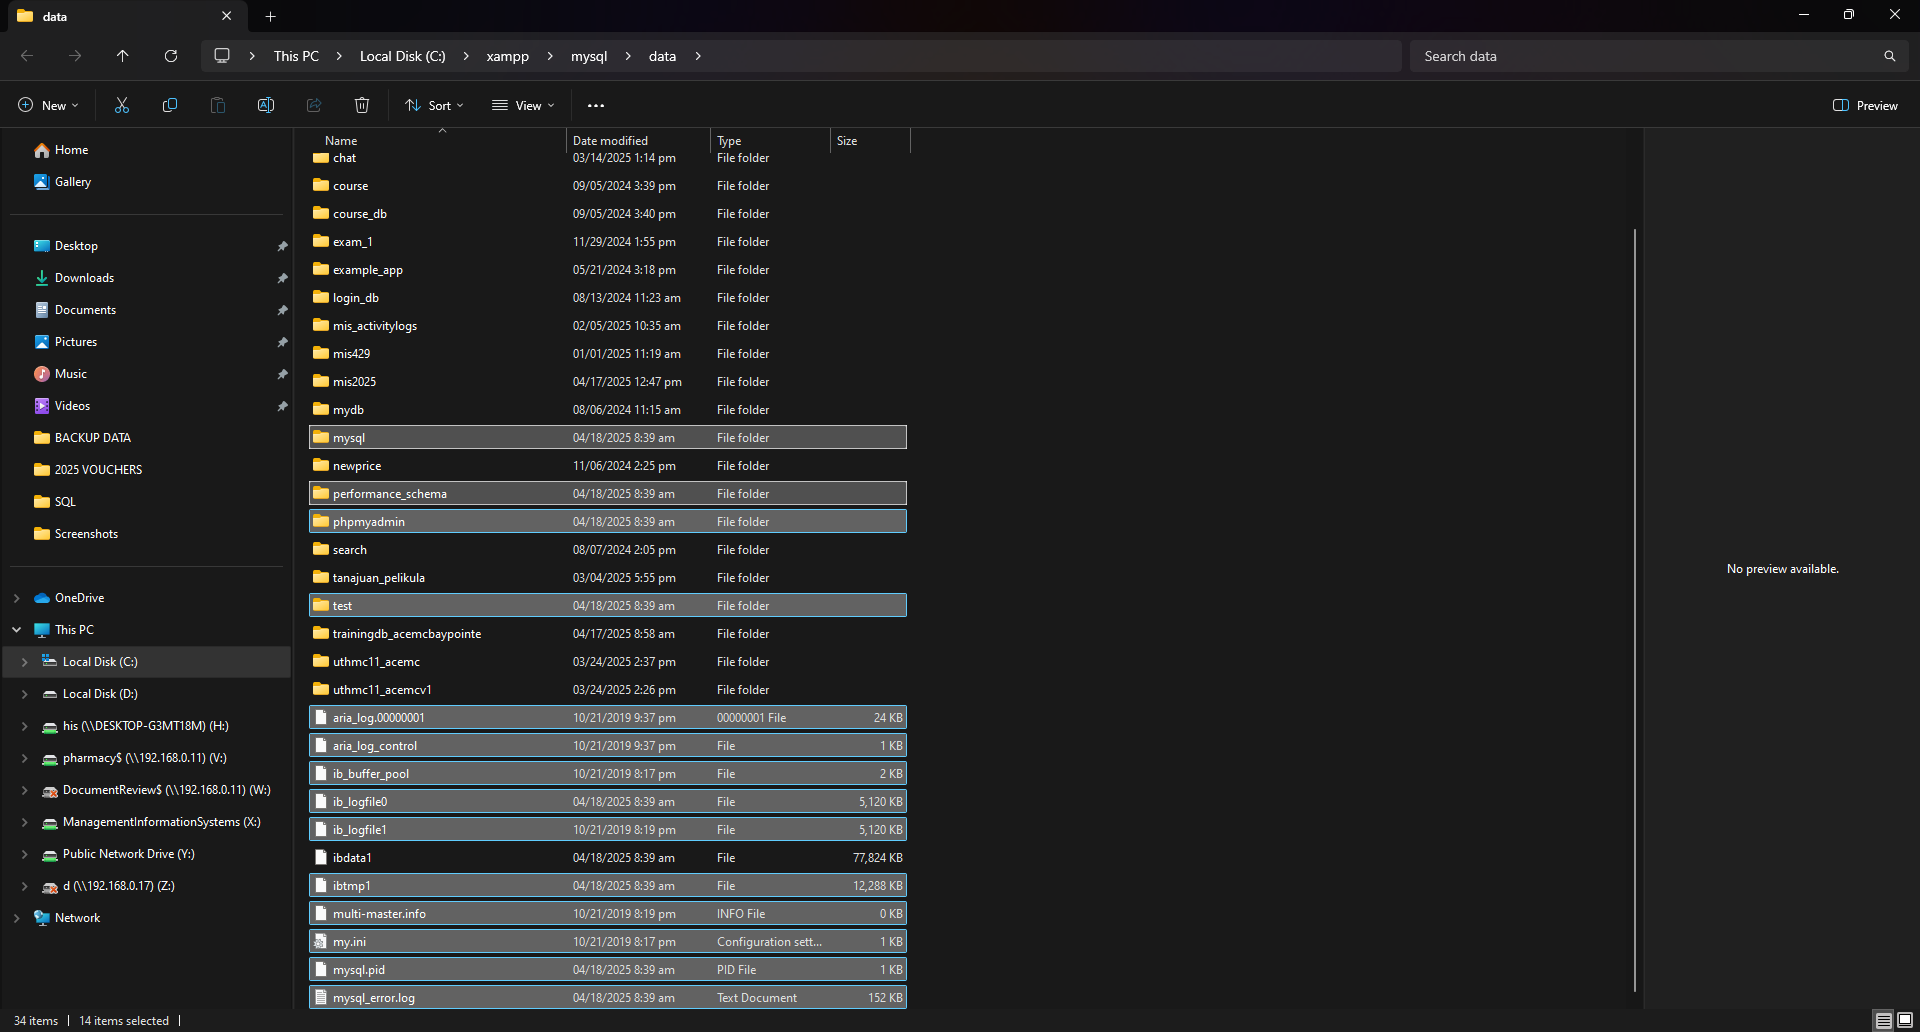 data
This PC
Local Disk (C:)
xampp
mysql
data
Search data
New
Sort
View
Preview
Home
Gallery
Desktop
Downloads
Documents
Pictures
Music
Videos
BACKUP DATA
2025 VOUCHERS
SQL
Screenshots
OneDrive
This PC
Local Disk (C:)
Local Disk (D:)
his (\\DESKTOP-G3MT18M) (H:)
pharmacy$ (\\192.168.0.11) (V:)
DocumentReview$ (\\192.168.0.11) (W:)
ManagementInformationSystems (X:)
Public Network Drive (Y:)
d (\\192.168.0.17) (Z:)
Network
Name Date modified Type Size
chat 03/14/2025 1:14 pm File folder
course 09/05/2024 3:39 pm File folder
course_db 09/05/2024 3:40 pm File folder
exam_1 11/29/2024 1:55 pm File folder
example_app 05/21/2024 3:18 pm File folder
login_db 08/13/2024 11:23 am File folder
mis_activitylogs 02/05/2025 10:35 am File folder
mis429 01/01/2025 11:19 am File folder
mis2025 04/17/2025 12:47 pm File folder
mydb 08/06/2024 11:15 am File folder
mysql 04/18/2025 8:39 am File folder
newprice 11/06/2024 2:25 pm File folder
performance_schema 04/18/2025 8:39 am File folder
phpmyadmin 04/18/2025 8:39 am File folder
search 08/07/2024 2:05 pm File folder
tanajuan_pelikula 03/04/2025 5:55 pm File folder
test 04/18/2025 8:39 am File folder
trainingdb_acemcbaypointe 04/17/2025 8:58 am File folder
uthmc11_acemc 03/24/2025 2:37 pm File folder
uthmc11_acemcv1 03/24/2025 2:26 pm File folder
aria_log.00000001 10/21/2019 9:37 pm 00000001 File 24 KB
aria_log_control 10/21/2019 9:37 pm File 1 KB
ib_buffer_pool 10/21/2019 8:17 pm File 2 KB
ib_logfile0 04/18/2025 8:39 am File 5,120 KB
ib_logfile1 10/21/2019 8:19 pm File 5,120 KB
ibdata1 04/18/2025 8:39 am File 77,824 KB
ibtmp1 04/18/2025 8:39 am File 12,288 KB
multi-master.info 10/21/2019 8:19 pm INFO File 0 KB
my.ini 10/21/2019 8:17 pm Configuration sett... 1 KB
mysql.pid 04/18/2025 8:39 am PID File 1 KB
mysql_error.log 04/18/2025 8:39 am Text Document 152 KB
No preview available.
34 items 14 items selected